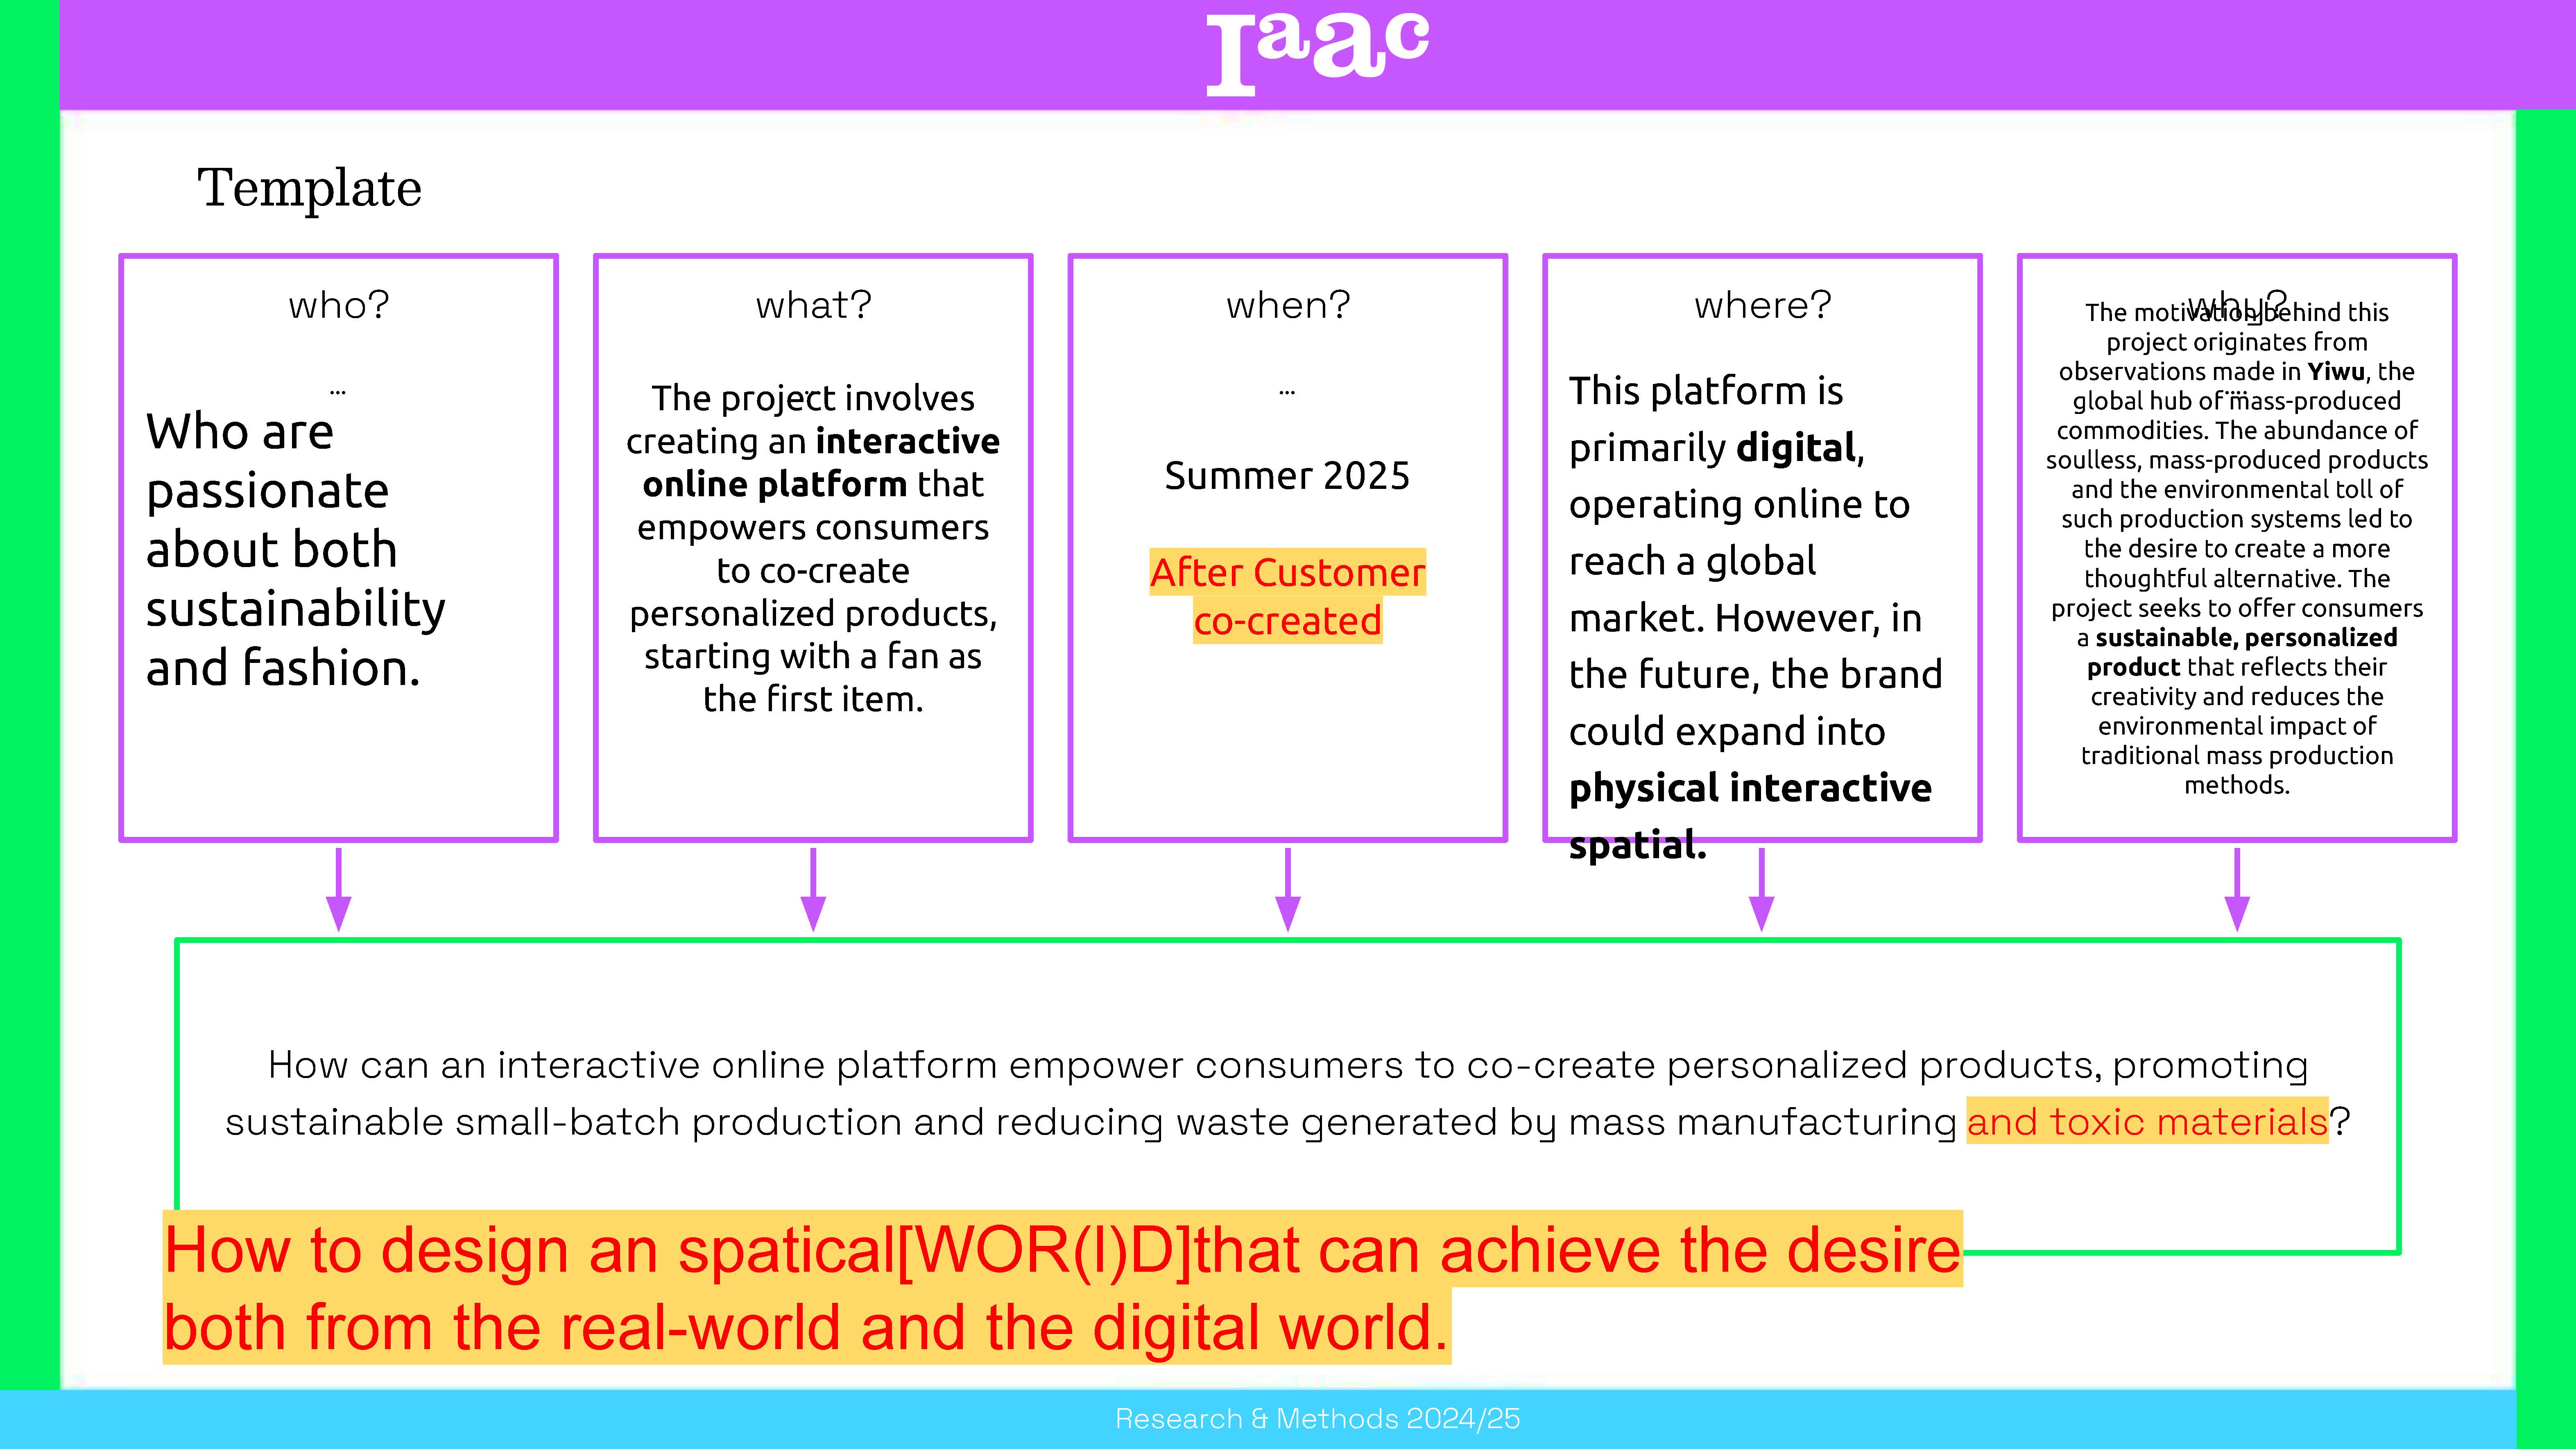 Iaac
Template
who?
...
Who are
passionate
about both
sustainability
and fashion.
what?
The project involves
creating an interactive
online platform that
empowers consumers
to co-create
personalized products,
starting with a fan as
the first item.
when?
...
Summer 2025
After Customer
co-created
where?
This platform is
primarily digital,
operating online to
reach a global
market. However, in
the future, the brand
could expand into
physical interactive
spatial.
why?
The motivation behind this
project originates from
observations made in Yiwu, the
...
global hub of mass-produced
commodities. The abundance of
soulless, mass-produced products
and the environmental toll of
such production systems led to
the desire to create a more
thoughtful alternative. The
project seeks to offer consumers
a sustainable, personalized
product that reflects their
creativity and reduces the
environmental impact of
traditional mass production
methods.
How can an interactive online platform empower consumers to co-create personalized products, promoting
sustainable small-batch production and reducing waste generated by mass manufacturing and toxic materials?
How to design an spatical[WOR(l)D]that can achieve the desire
both from the real-world and the digital world.
Research & Methods 2024/25